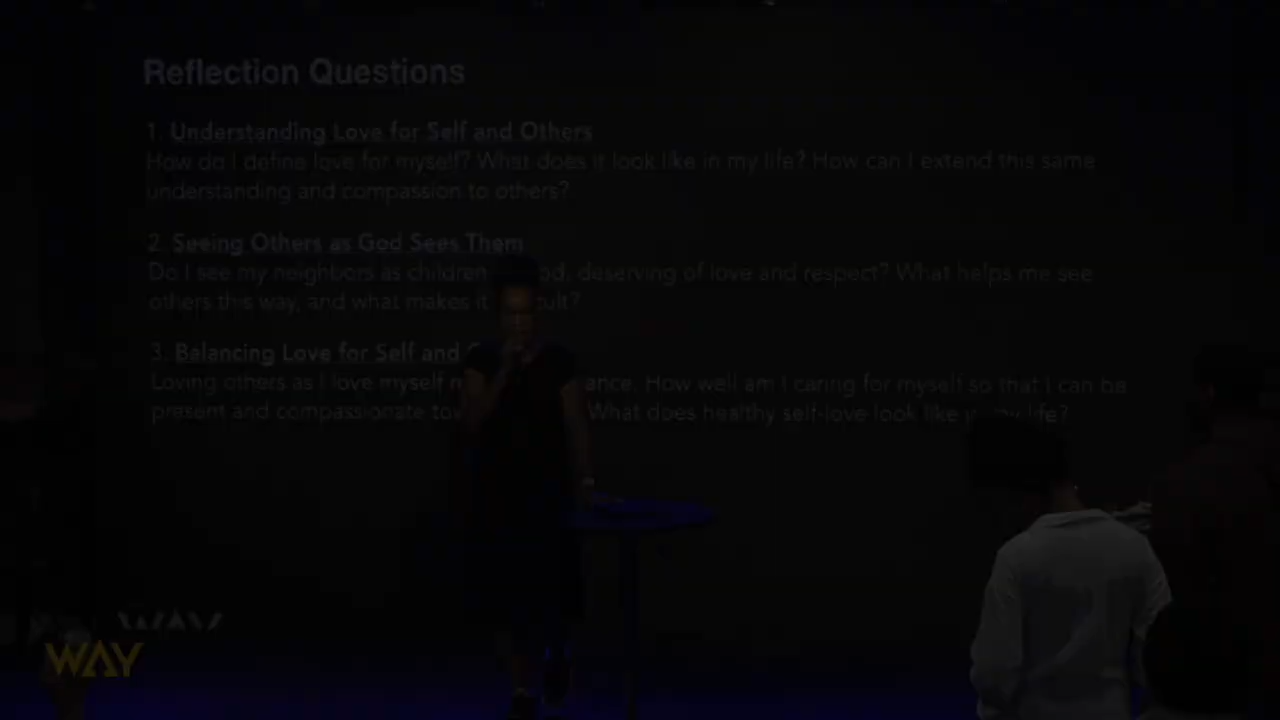 Reflection Questions
1. Understanding Love for Self and Others
How do I define love for myself? What does it look like in my life? How can I extend this same
understanding and compassion to others?
2. Seeing Others as God Sees Them
Do I see my neighbors as children deserving of love and respect? What helps me see
others this way, and what makes it
3. Balancing Love for Self and
Loving others as I love myself How well am I caring for myself so that I can be
present and compassionate What does healthy self-love look like in my life?
WAY
WAY